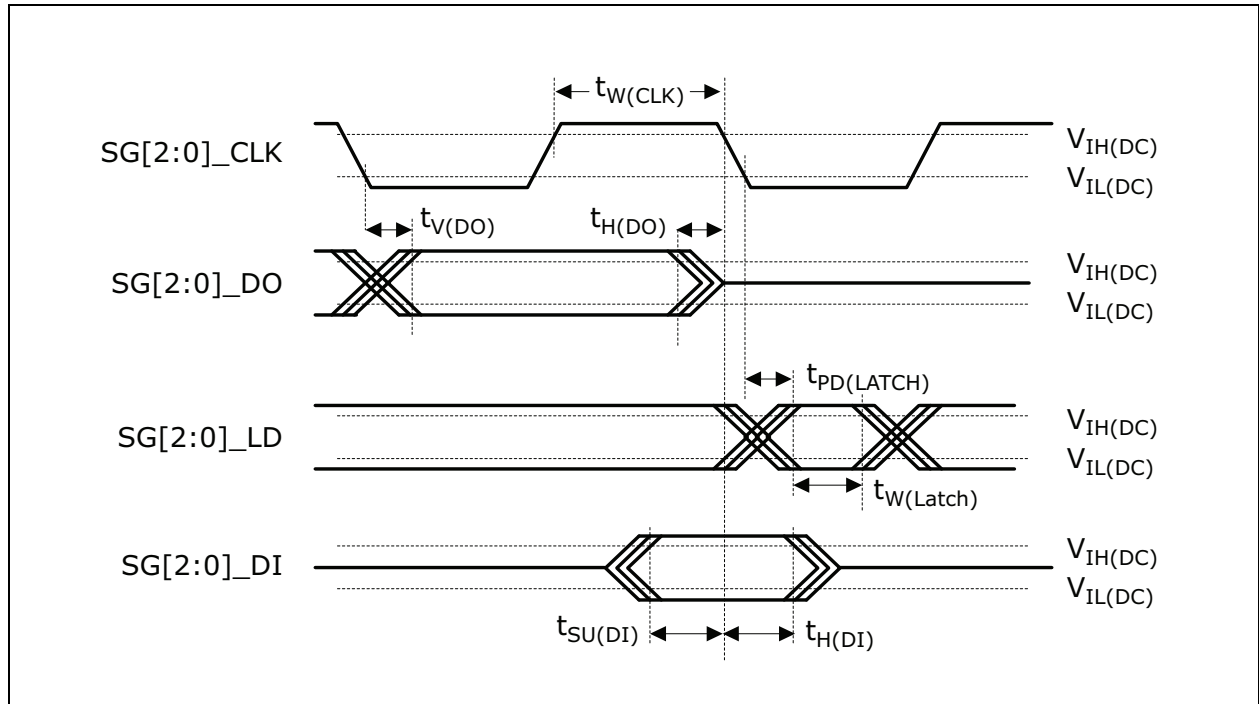 tW(CLK)
SG[2:0]_CLK
VIH(DC)
VIL(DC)
tV(DO)
tH(DO)
SG[2:0]_DO
VIH(DC)
VIL(DC)
tPD(LATCH)
SG[2:0]_LD
VIH(DC)
VIL(DC)
tW(Latch)
SG[2:0]_DI
VIH(DC)
VIL(DC)
tSU(DI)
tH(DI)